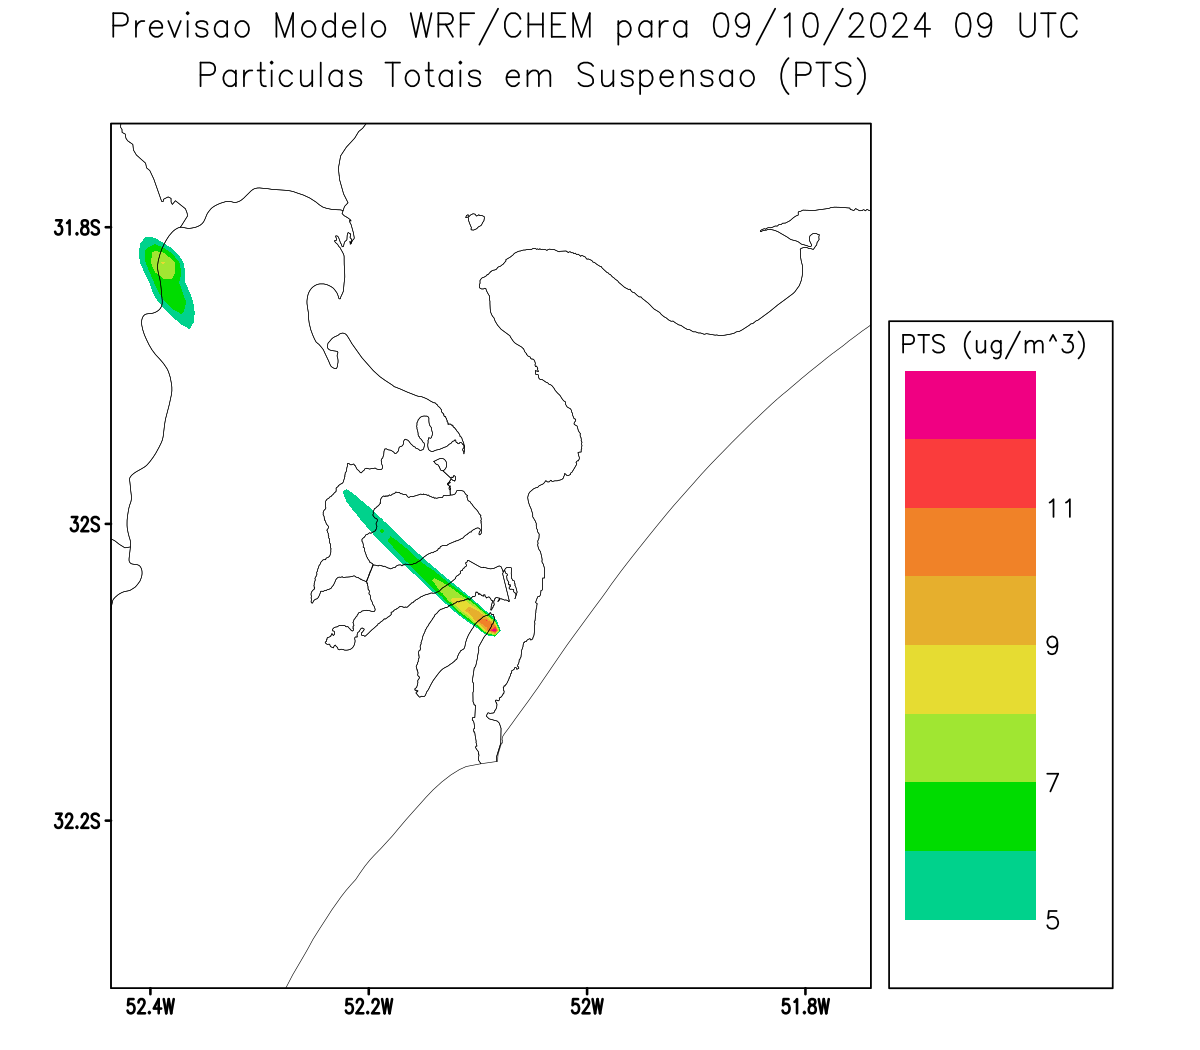 Previsao Modelo WRF/CHEM para 09/10/2024 09 UTC
Particulas Totais em Suspensao (PTS)
31.8S
32S
32.2S
52.4W
52.2W
52W
51.8W
PTS (ug/m^3)
11
9
7
5